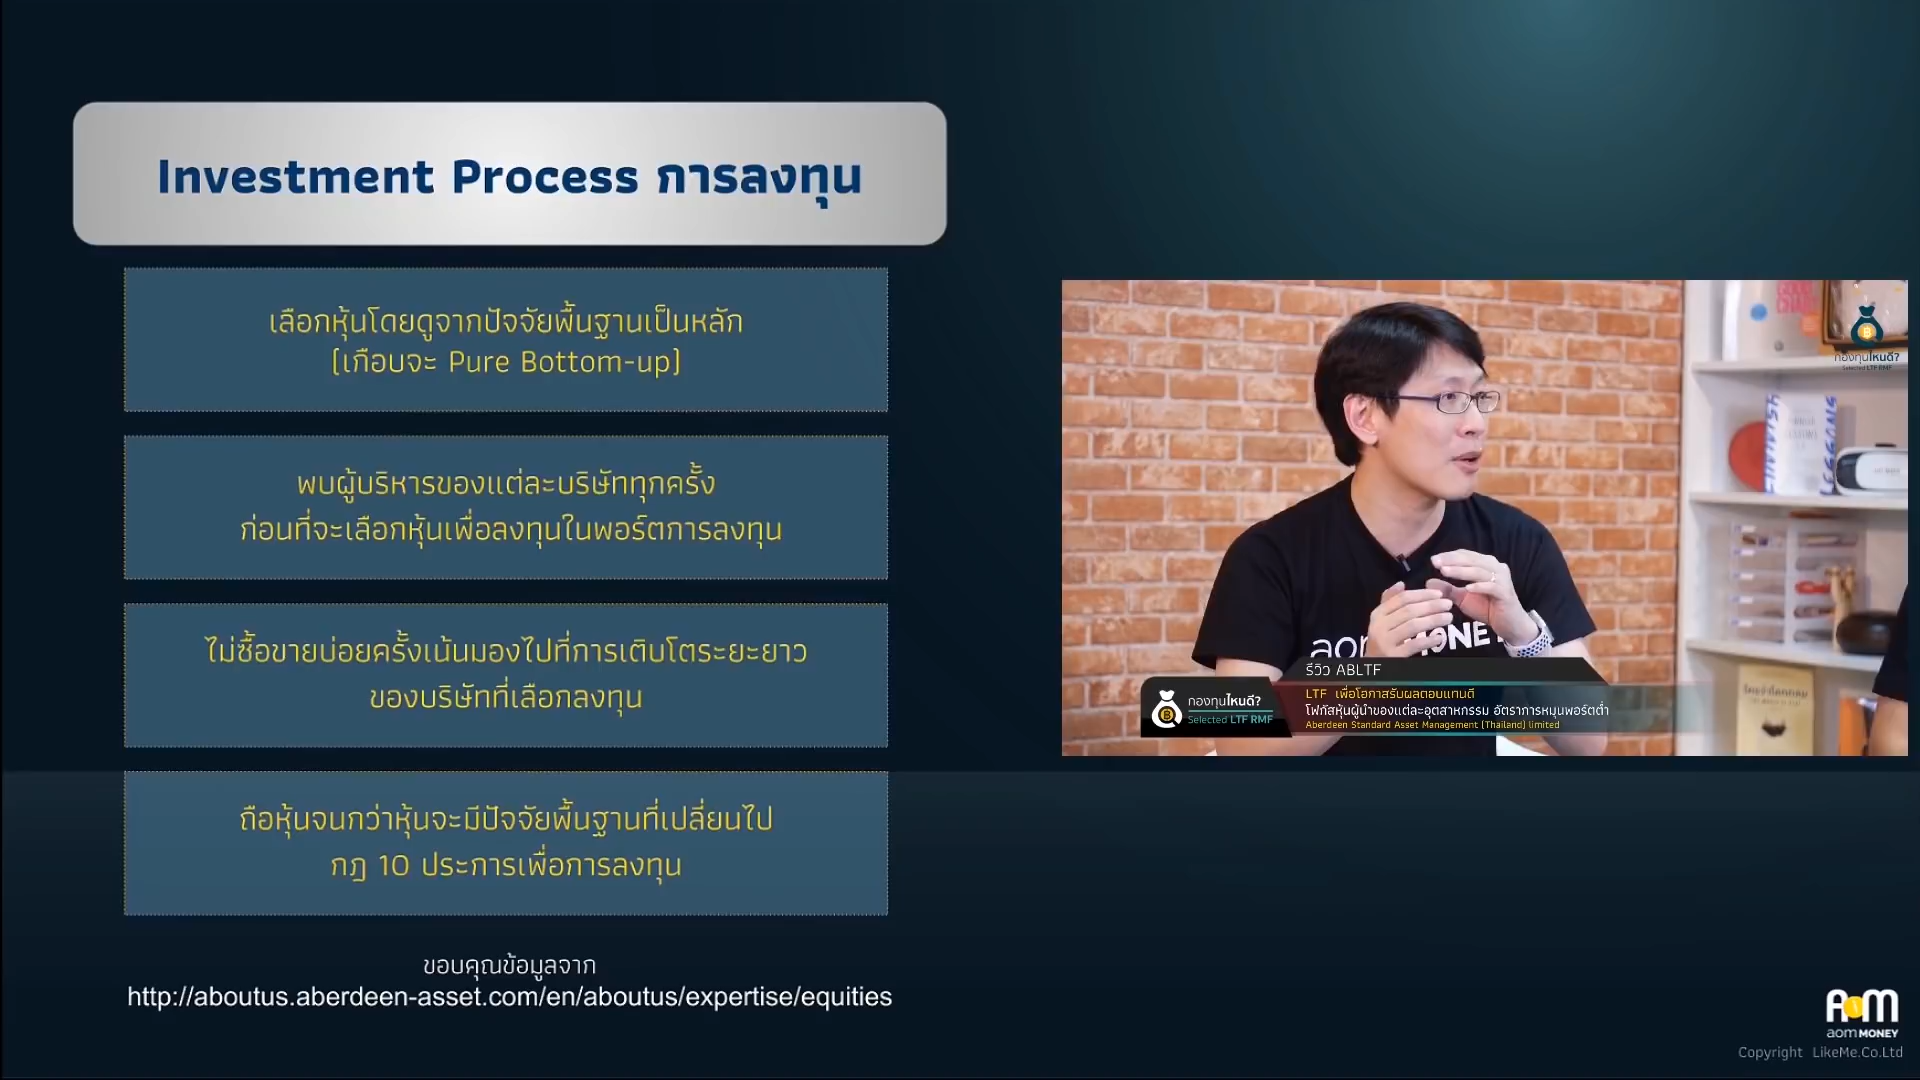 Investment Process การลงทุน
เลือกหุ้นโดยดูจากปัจจัยพื้นฐานเป็นหลัก
(เกือบจะ Pure Bottom-up)
พบผู้บริหารของแต่ละบริษัททุกครั้ง
ก่อนที่จะเลือกหุ้นเพื่อลงทุนในพอร์ตการลงทุน
ไม่ซื้อขายบ่อยครั้งเน้นมองไปที่การเติบโตระยะยาว
ของบริษัทที่เลือกลงทุน
ถือหุ้นจนกว่าหุ้นจะมีปัจจัยพื้นฐานที่เปลี่ยนไป
กฎ 10 ประการเพื่อการลงทุน
ขอบคุณข้อมูลจาก
http://aboutus.aberdeen-asset.com/en/aboutus/expertise/equities
กองทุนไหนดี?
Selected LTF RMF
LESSONS
aom MONEY
รีวิว ABLTF
LTF เพื่อโอกาสรับผลตอบแทนดี
โฟกัสหุ้นผู้นำของแต่ละอุตสาหกรรม อัตราการหมุนพอร์ตต่ำ
Aberdeen Standard Asset Management (Thailand) limited
กองทุนไหนดี?
Selected LTF RMF
AOM
aomMONEY
Copyright LikeMe.Co.Ltd